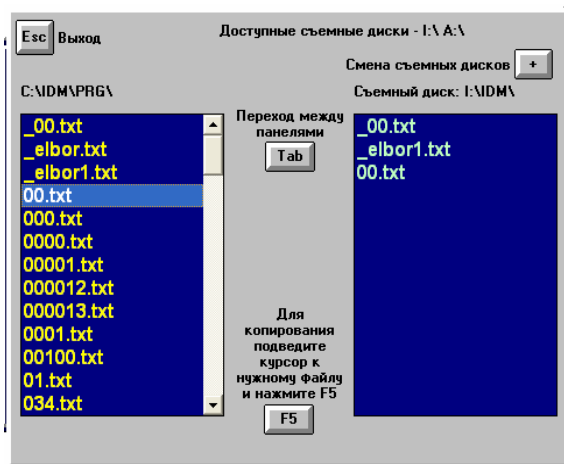 Esc Выход
Доступные съемные диски - I:\ A:\
Смена съемных дисков +
C:\IDM\PRG\
Съемный диск: I:\IDM\
_00.txt
_elbor.txt
_elbor1.txt
00.txt
000.txt
0000.txt
00001.txt
000012.txt
000013.txt
0001.txt
00100.txt
01.txt
034.txt
Переход между
панелями
Tab
Для
копирования
подведите
курсор к
нужному файлу
и нажмите F5
F5
_00.txt
_elbor1.txt
00.txt